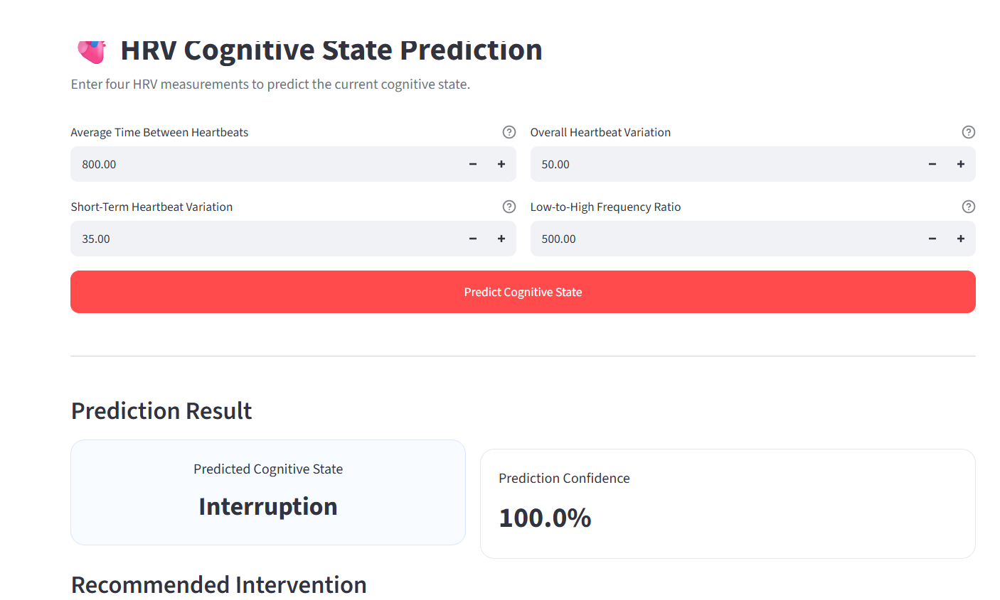 HRV Cognitive State Prediction
Enter four HRV measurements to predict the current cognitive state.
Average Time Between Heartbeats
Overall Heartbeat Variation
800.00
50.00
Short-Term Heartbeat Variation
Low-to-High Frequency Ratio
35.00
500.00
Predict Cognitive State
Prediction Result
Predicted Cognitive State
Interruption
Prediction Confidence
100.0%
Recommended Intervention